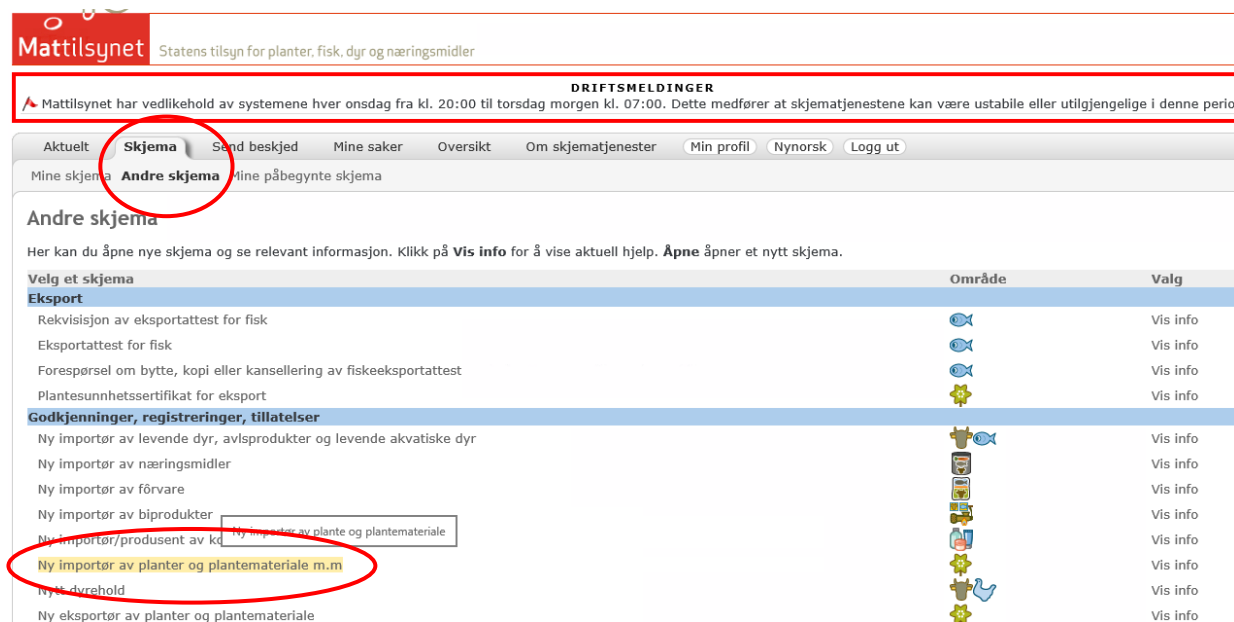 Mattilsynet Statens tilsyn for planter, fisk, dyr og næringsmidler
DRIFTSMELDINGER
Mattilsynet har vedlikehold av systemene hver onsdag fra kl. 20:00 til torsdag morgen kl. 07:00. Dette medfører at skjematjenestene kan være ustabile eller utilgjengelige i denne perio
Aktuelt Skjema Send beskjed Mine saker Oversikt Om skjematjenester Min profil Nynorsk Logg ut
Mine skjema Andre skjema Mine påbegynte skjema
Andre skjema
Her kan du åpne nye skjema og se relevant informasjon. Klikk på Vis info for å vise aktuell hjelp. Åpne åpner et nytt skjema.
Velg et skjema Område Valg
Eksport
Rekvisisjon av eksportattest for fisk Vis info
Eksportattest for fisk Vis info
Forespørsel om bytte, kopi eller kansellering av fiskeeksportattest Vis info
Plantesunnhetssertifikat for eksport Vis info
Godkjenninger, registreringer, tillatelser
Ny importør av levende dyr, avlsprodukter og levende akvatiske dyr Vis info
Ny importør av næringsmidler Vis info
Ny importør av fôrvare Vis info
Ny importør av biprodukter Vis info
Ny importør av plante og plantemateriale
Ny importør/produsent av ko Vis info
Ny importør av planter og plantemateriale m.m Vis info
Nytt dyrehold Vis info
Ny eksportør av planter og plantemateriale Vis info